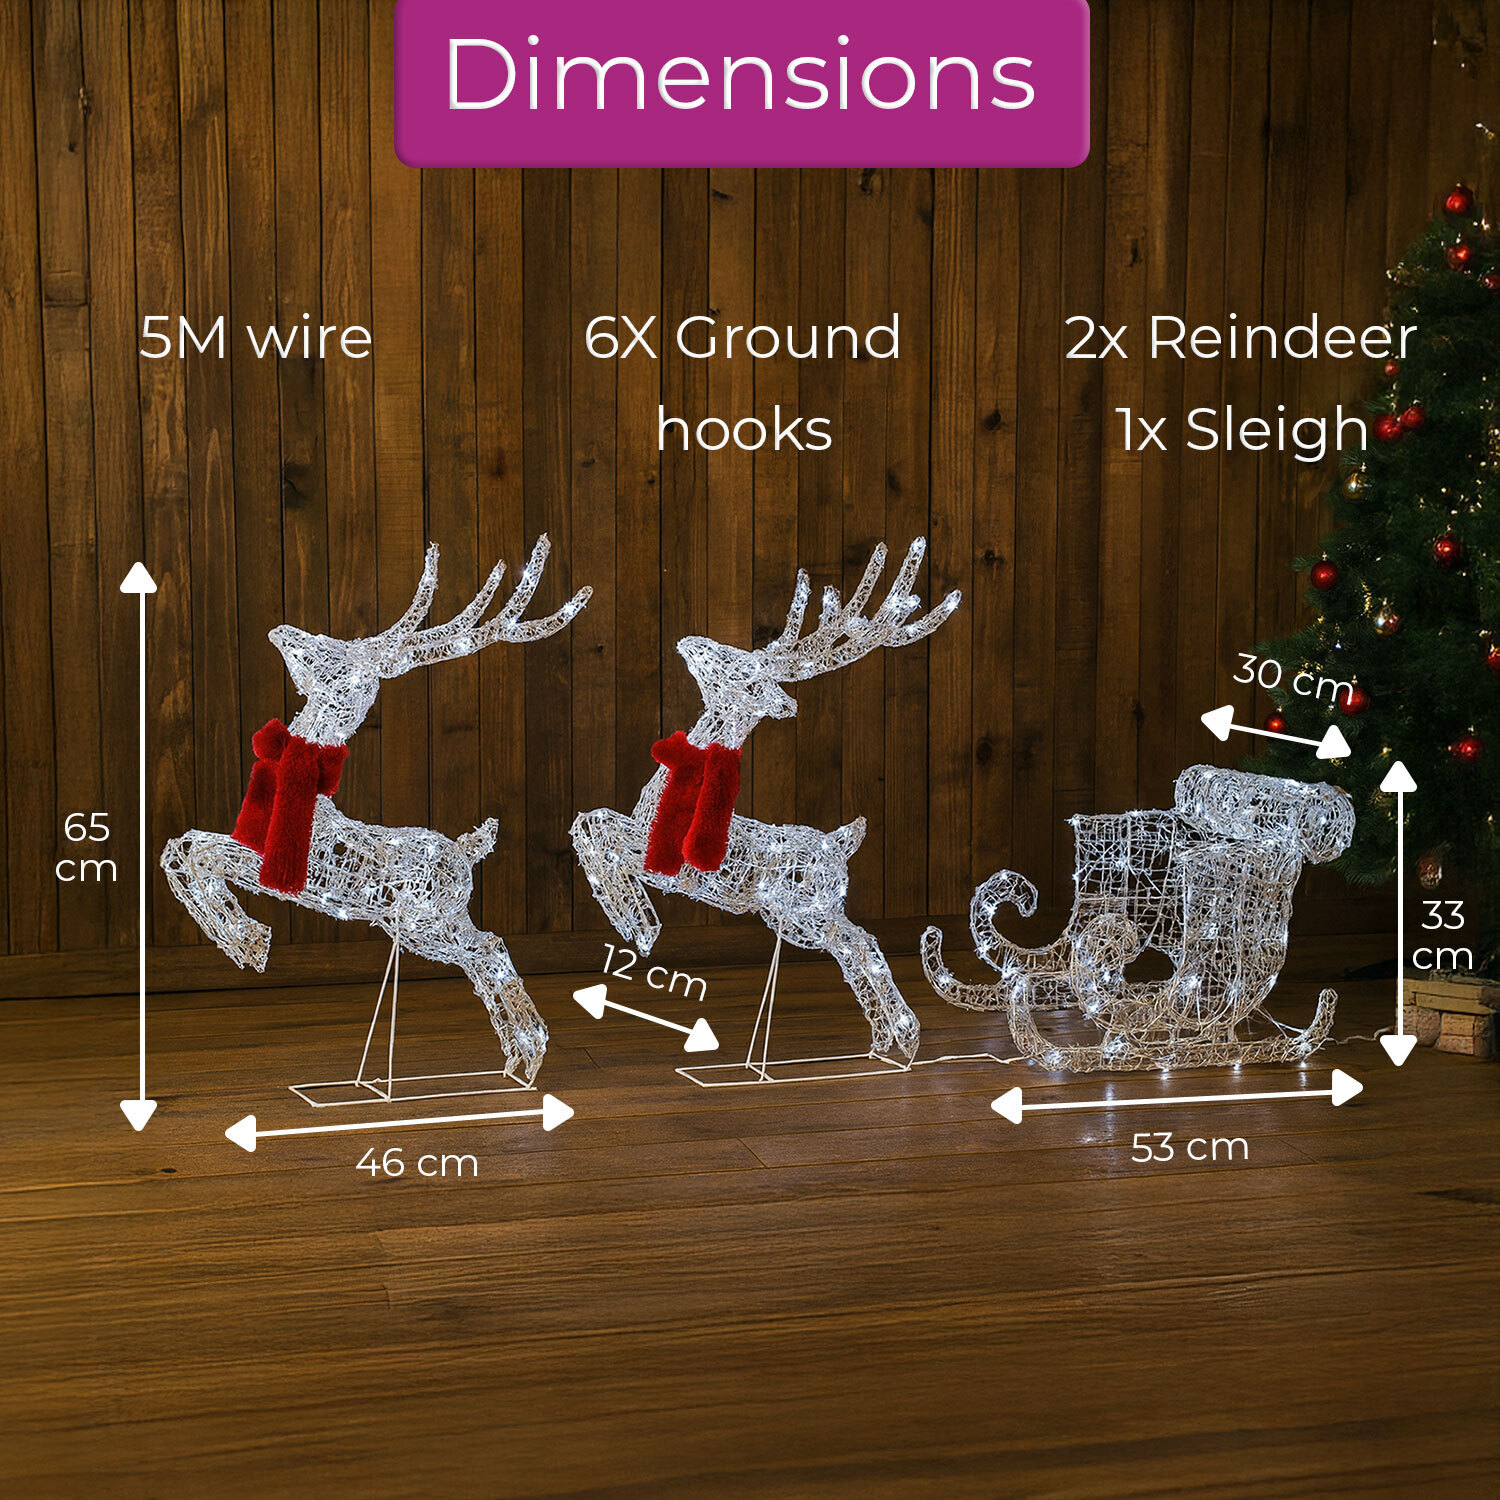 Dimensions
5M wire
6X Ground
hooks
2x Reindeer
1x Sleigh
30 cm
65
cm
12 cm
33
cm
46 cm
53 cm